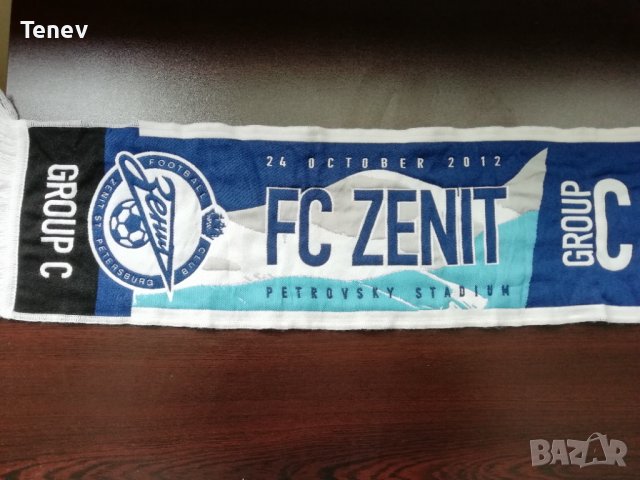 Tenev
GROUP C
FOOTBALL CLUB
Зенит
ZENIT ST. PETERSBURG
24 OCTOBER 2012
FC ZENIT
PETROVSKY STADIUM
GROUP
C
BAZAR